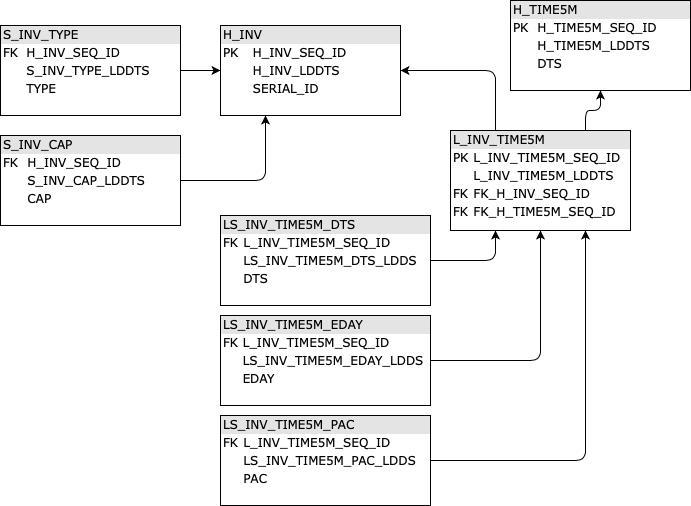 S_INV_TYPE
FK H_INV_SEQ_ID
S_INV_TYPE_LDDTS
TYPE
H_INV
PK H_INV_SEQ_ID
H_INV_LDDTS
SERIAL_ID
H_TIME5M
PK H_TIME5M_SEQ_ID
H_TIME5M_LDDTS
DTS
S_INV_CAP
FK H_INV_SEQ_ID
S_INV_CAP_LDDTS
CAP
L_INV_TIME5M
PK L_INV_TIME5M_SEQ_ID
L_INV_TIME5M_LDDTS
FK FK_H_INV_SEQ_ID
FK FK_H_TIME5M_SEQ_ID
LS_INV_TIME5M_DTS
FK L_INV_TIME5M_SEQ_ID
LS_INV_TIME5M_DTS_LDDS
DTS
LS_INV_TIME5M_EDAY
FK L_INV_TIME5M_SEQ_ID
LS_INV_TIME5M_EDAY_LDDS
EDAY
LS_INV_TIME5M_PAC
FK L_INV_TIME5M_SEQ_ID
LS_INV_TIME5M_PAC_LDDS
PAC